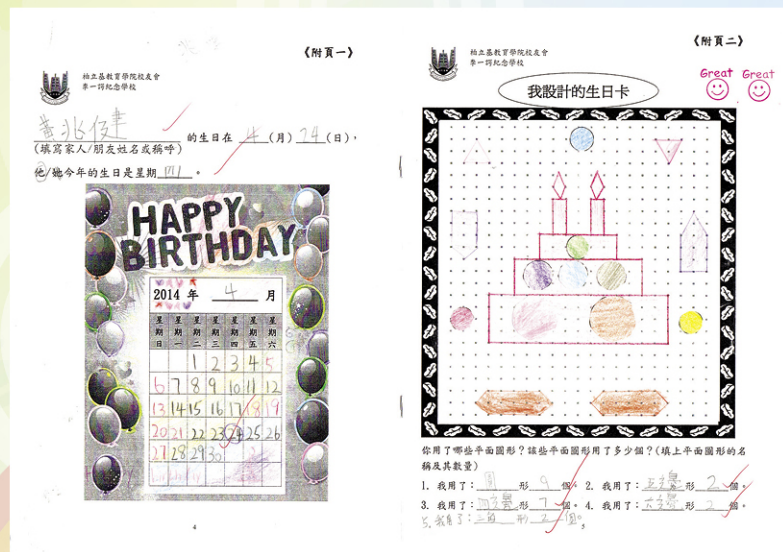 《附頁一》
柏立基教育學院校友會
李一諤紀念學校
黃兆俊 的生日在 4 (月) 24 (日),
(填寫家人/朋友姓名或稱呼)
他/她今年的生日是星期 四 。
HAPPY
BIRTHDAY
2014 年 4 月
星期日 星期一 星期二 星期三 星期四 星期五 星期六
1 2 3 4 5
6 7 8 9 10 11 12
13 14 15 16 17 18 19
20 21 22 23 24 25 26
27 28 29 30
4
《附頁二》
柏立基教育學院校友會
李一諤紀念學校
Great Great
我設計的生日卡
你用了哪些平面圖形?該些平面圖形用了多少個?(填上平面圖形的名
稱及其數量)
1. 我用了: 圓 形 9 個。 2. 我用了: 五邊 形 2 個。
3. 我用了: 四邊 形 7 個。 4. 我用了: 六邊 形 2 個。
5. 我用了: 三角 形 2 個。